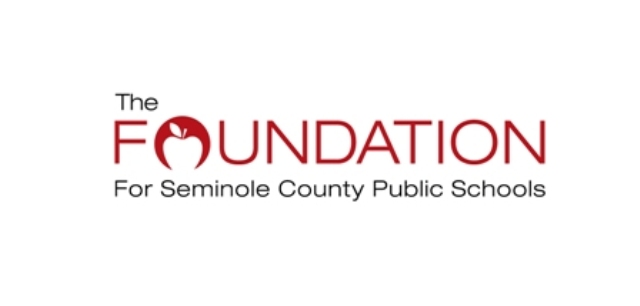 The
FOUNDATION
For Seminole County Public Schools